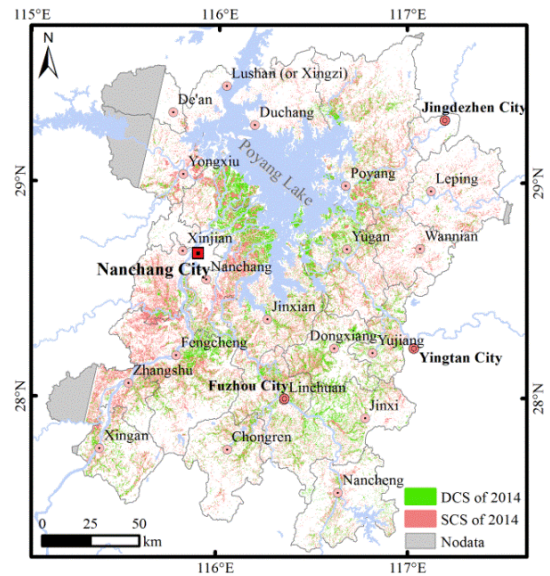 115°E 116°E 117°E
N
Lushan (or Xingzi)
De'an
Duchang
Jingdezhen City
Poyang Lake
29°N 29°N
Yongxiu
Poyang
Leping
Xinjian
Yugan
Wannian
Nanchang City
Nanchang
Jinxian
Dongxiang
Yujiang
Yingtan City
Fengcheng
Zhangshu
28°N 28°N
Fuzhou City
Linchuan
Jinxi
Xingan
Chongren
Nancheng
DCS of 2014
SCS of 2014
Nodata
0 25 50
km
116°E 117°E